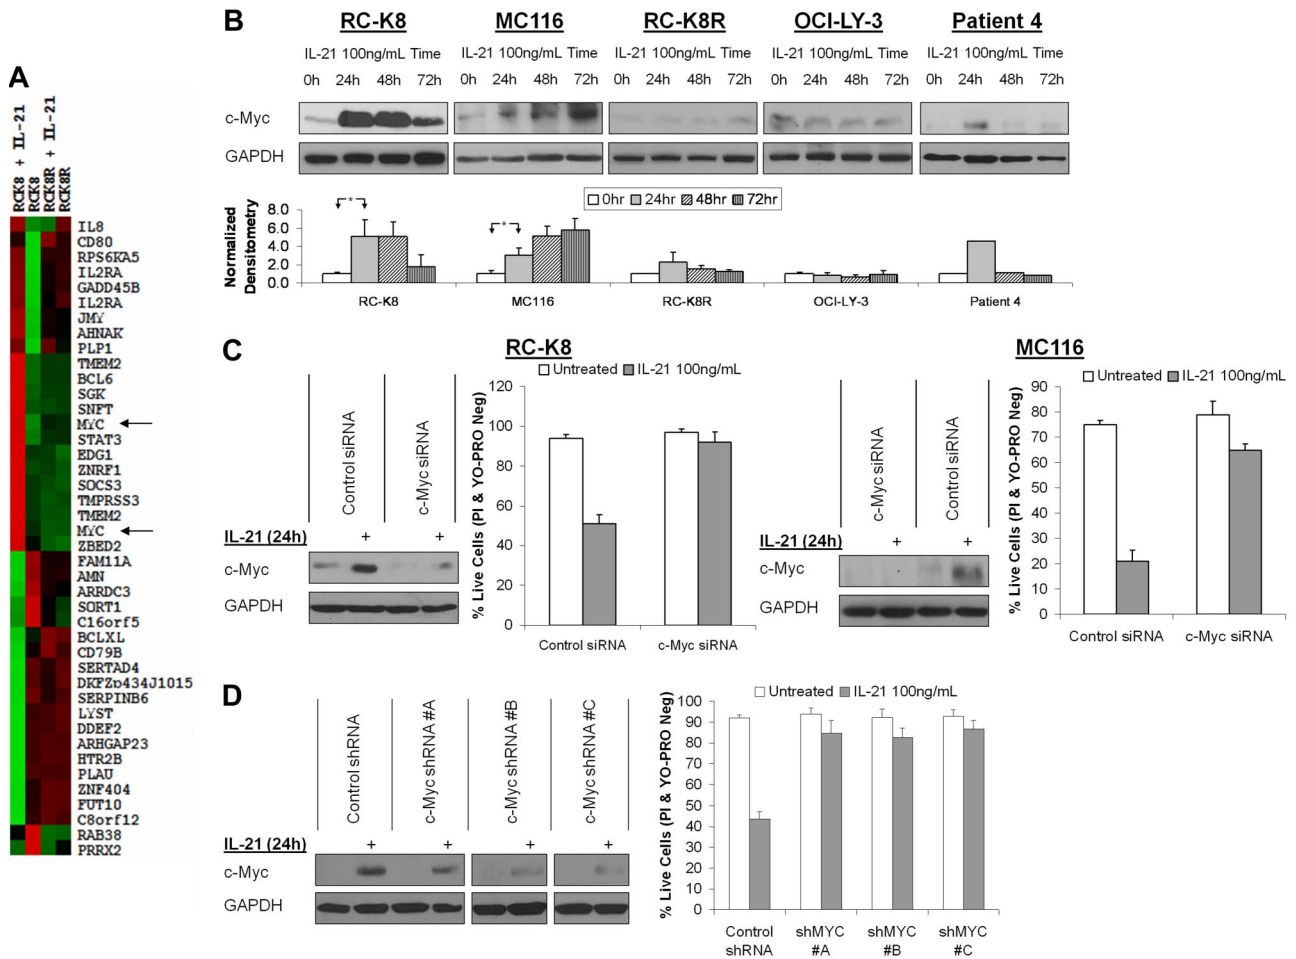 A
RCK8 + IL-21
RCK8
RCK8R + IL-21
RCK8R
IL8
CD80
RPS6KA5
IL2RA
GADD45B
IL2RA
JMY
AHNAK
PLP1
TMEM2
BCL6
SGK
SNFT
MYC
STAT3
EDG1
ZNRF1
SOCS3
TMPRSS3
TMEM2
MYC
ZBED2
FAM11A
AMN
ARRDC3
SORT1
C16orf5
BCLXL
CD79B
SERTAD4
DKFZp434J1015
SERPINB6
LYST
DDEF2
ARHGAP23
HTR2B
PLAU
ZNF404
FUT10
C8orf12
RAB38
PRRX2
B
RC-K8 MC116 RC-K8R OCI-LY-3 Patient 4
IL-21 100ng/mL Time IL-21 100ng/mL Time IL-21 100ng/mL Time IL-21 100ng/mL Time IL-21 100ng/mL Time
0h 24h 48h 72h 0h 24h 48h 72h 0h 24h 48h 72h 0h 24h 48h 72h 0h 24h 48h 72h
c-Myc
GAPDH
0hr 24hr 48hr 72hr
Normalized
Densitometry
8.0
6.0
4.0
2.0
0.0
* *
RC-K8 MC116 RC-K8R OCI-LY-3 Patient 4
C
RC-K8
Control siRNA
c-Myc siRNA
IL-21 (24h) + +
c-Myc
GAPDH
Untreated IL-21 100ng/mL
% Live Cells (PI & YO-PRO Neg)
120
100
80
60
40
20
0
Control siRNA c-Myc siRNA
MC116
c-Myc siRNA
Control siRNA
IL-21 (24h) + +
c-Myc
GAPDH
Untreated IL-21 100ng/mL
% Live Cells (PI & YO-PRO Neg)
90
80
70
60
50
40
30
20
10
0
Control siRNA c-Myc siRNA
D
Control shRNA
c-Myc shRNA #A
c-Myc shRNA #B
c-Myc shRNA #C
IL-21 (24h) + + + +
c-Myc
GAPDH
Untreated IL-21 100ng/mL
% Live Cells (PI & YO-PRO Neg)
100
90
80
70
60
50
40
30
20
10
0
Control shMYC shMYC shMYC
shRNA #A #B #C